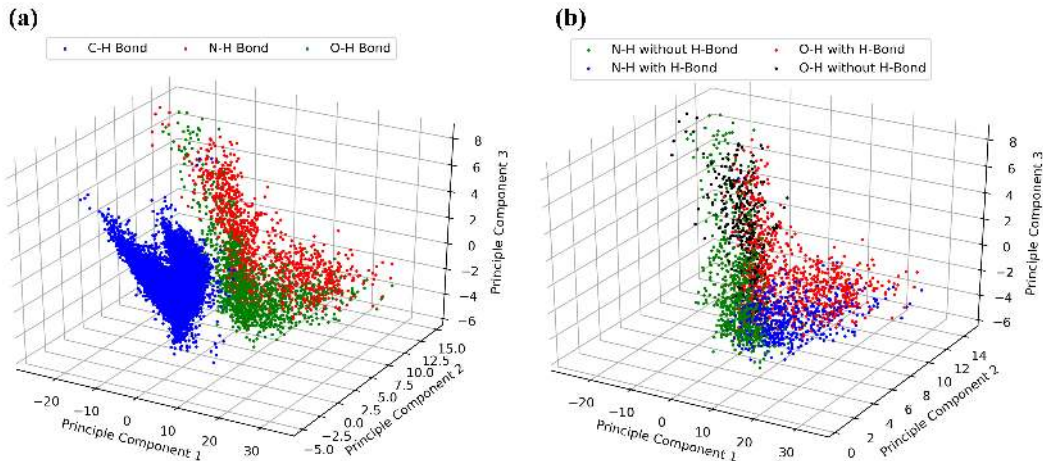 (a)
C-H Bond N-H Bond O-H Bond
8
6
4
2
0
−2
−4
−6
Principle Component 3
15.0
12.5
10.0
7.5
5.0
2.5
0.0
−2.5
−5.0
Principle Component 2
−20 −10 0 10 20 30
Principle Component 1
(b)
N-H without H-Bond O-H with H-Bond
N-H with H-Bond O-H without H-Bond
8
6
4
2
0
−2
−4
−6
Principle Component 3
14
12
10
8
6
4
2
0
Principle Component 2
−20 −10 0 10 20 30
Principle Component 1